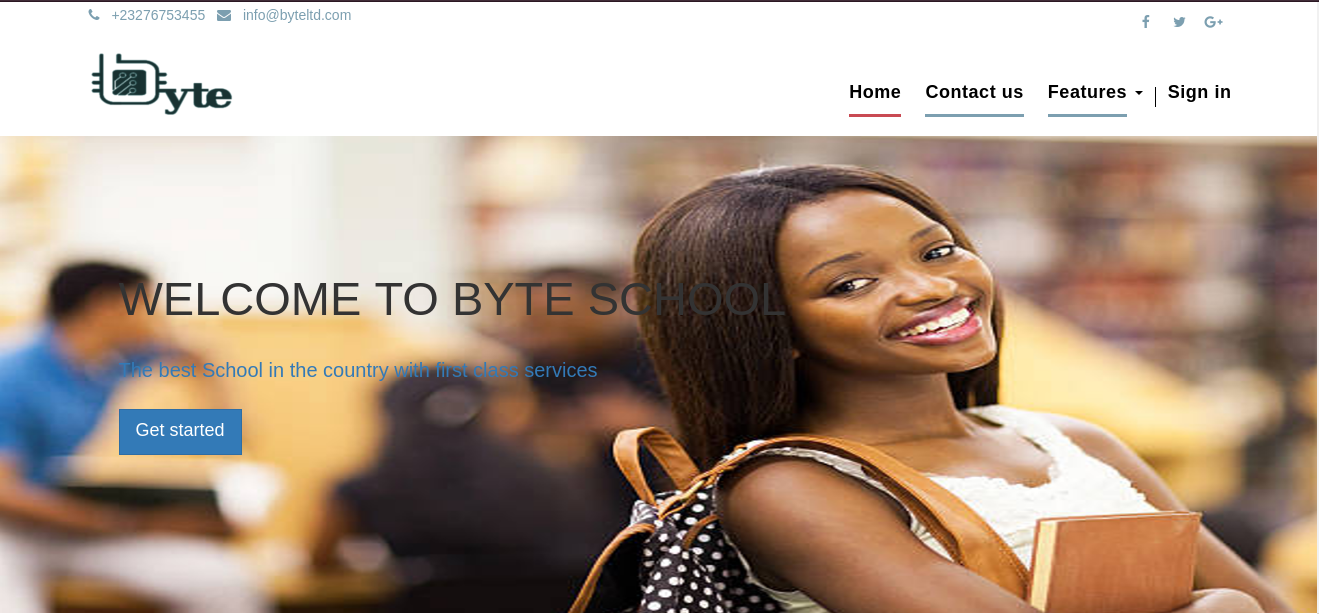 +23276753455 info@byteltd.com
byte
Home Contact us Features Sign in
WELCOME TO BYTE SCHOOL
The best School in the country with first class services
Get started